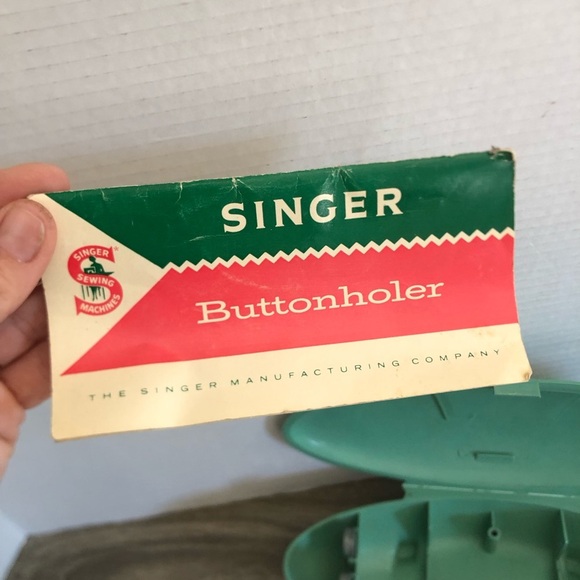 SINGER
SINGER
SEWING
MACHINES
Buttonholer
THE SINGER MANUFACTURING COMPANY